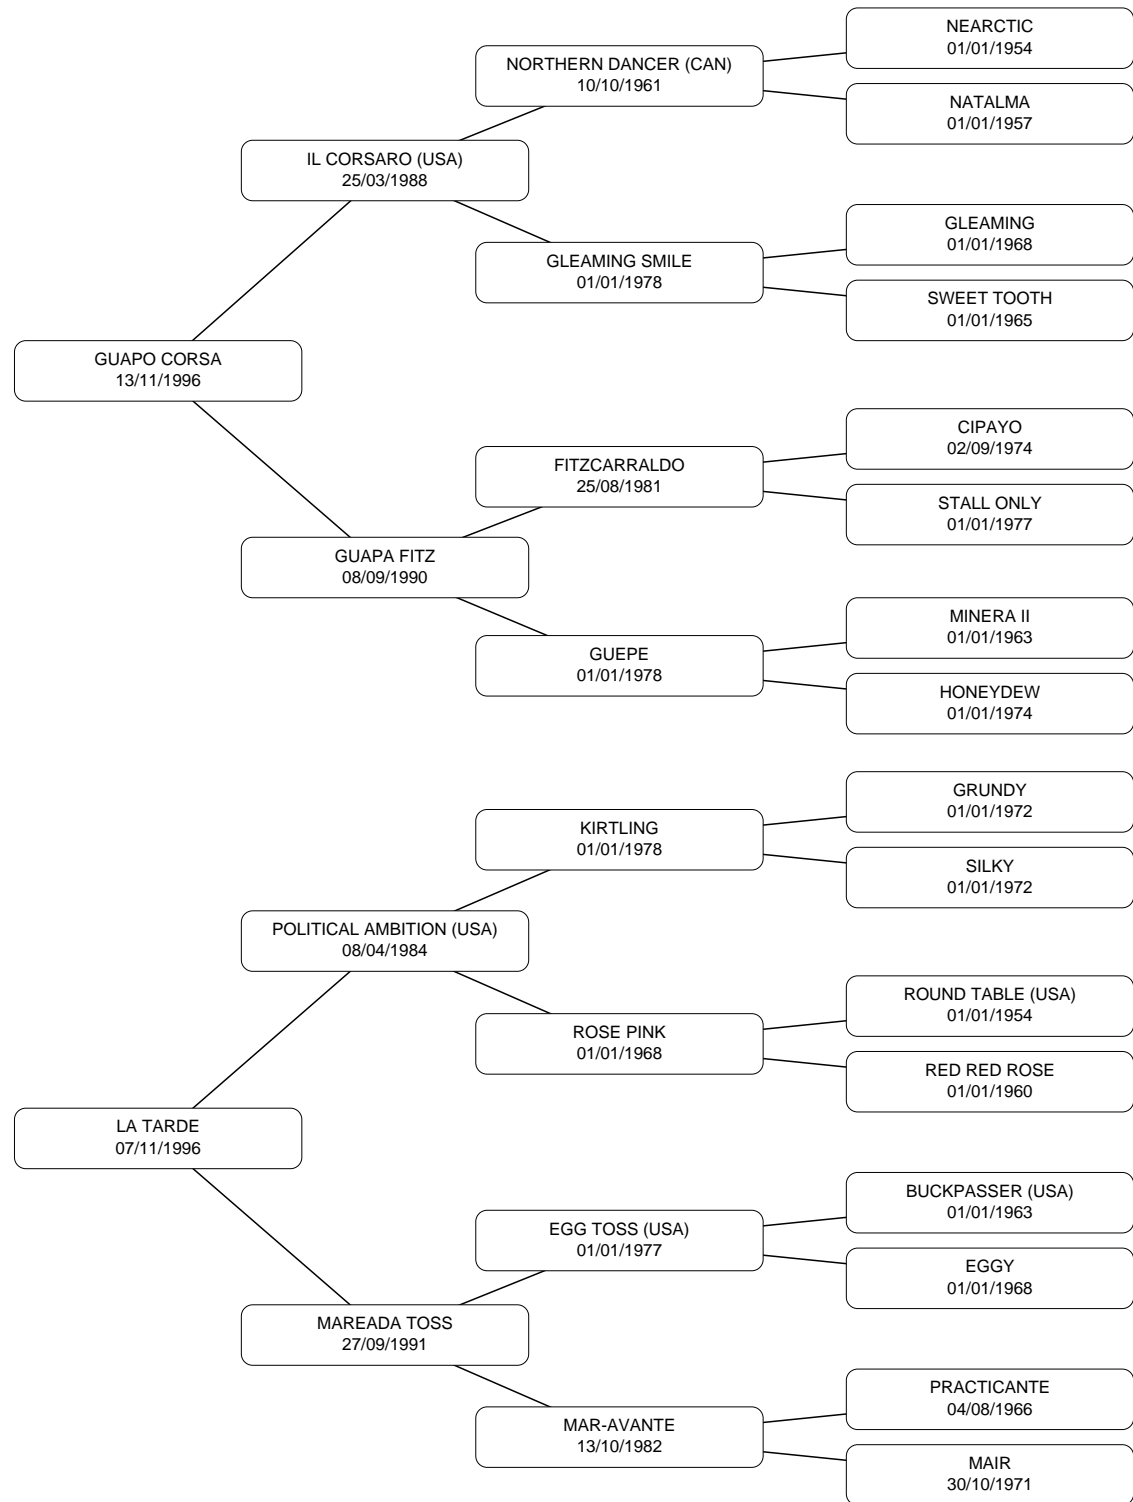 NEARCTIC
01/01/1954
NORTHERN DANCER (CAN)
10/10/1961
NATALMA
01/01/1957
IL CORSARO (USA)
25/03/1988
GLEAMING
01/01/1968
GLEAMING SMILE
01/01/1978
SWEET TOOTH
01/01/1965
GUAPO CORSA
13/11/1996
CIPAYO
02/09/1974
FITZCARRALDO
25/08/1981
STALL ONLY
01/01/1977
GUAPA FITZ
08/09/1990
MINERA II
01/01/1963
GUEPE
01/01/1978
HONEYDEW
01/01/1974
GRUNDY
01/01/1972
KIRTLING
01/01/1978
SILKY
01/01/1972
POLITICAL AMBITION (USA)
08/04/1984
ROUND TABLE (USA)
01/01/1954
ROSE PINK
01/01/1968
RED RED ROSE
01/01/1960
LA TARDE
07/11/1996
BUCKPASSER (USA)
01/01/1963
EGG TOSS (USA)
01/01/1977
EGGY
01/01/1968
MAREADA TOSS
27/09/1991
PRACTICANTE
04/08/1966
MAR-AVANTE
13/10/1982
MAIR
30/10/1971